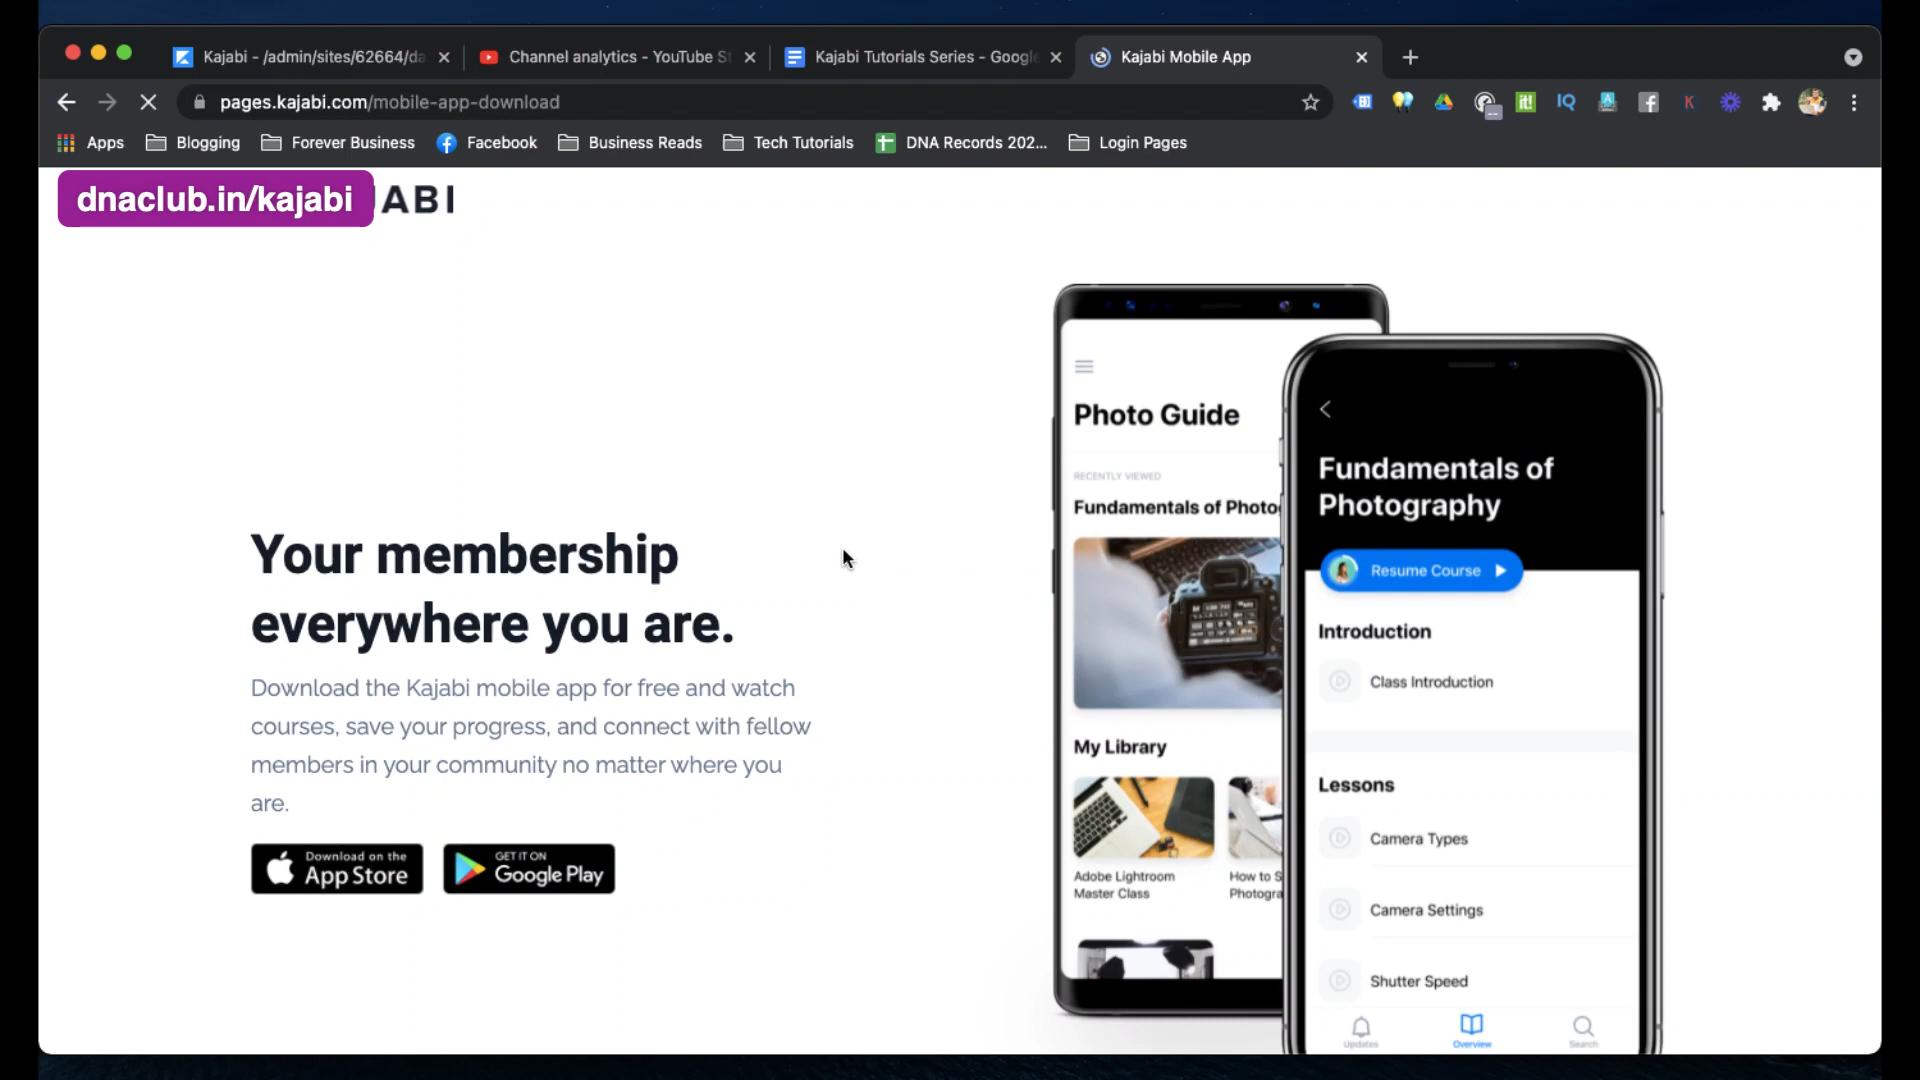 Kajabi - /admin/sites/62664/da
Channel analytics - YouTube St
Kajabi Tutorials Series - Google
Kajabi Mobile App
pages.kajabi.com/mobile-app-download
Apps
Blogging
Forever Business
Facebook
Business Reads
Tech Tutorials
DNA Records 202...
Login Pages
dnaclub.in/kajabi
ABI
Your membership
everywhere you are.
Download the Kajabi mobile app for free and watch
courses, save your progress, and connect with fellow
members in your community no matter where you
are.
Download on the
App Store
GET IT ON
Google Play
Photo Guide
RECENTLY VIEWED
Fundamentals of Photo
My Library
Adobe Lightroom
Master Class
How to S
Photogra
Fundamentals of
Photography
Resume Course
Introduction
Class Introduction
Lessons
Camera Types
Camera Settings
Shutter Speed
Updates
Overview
Search